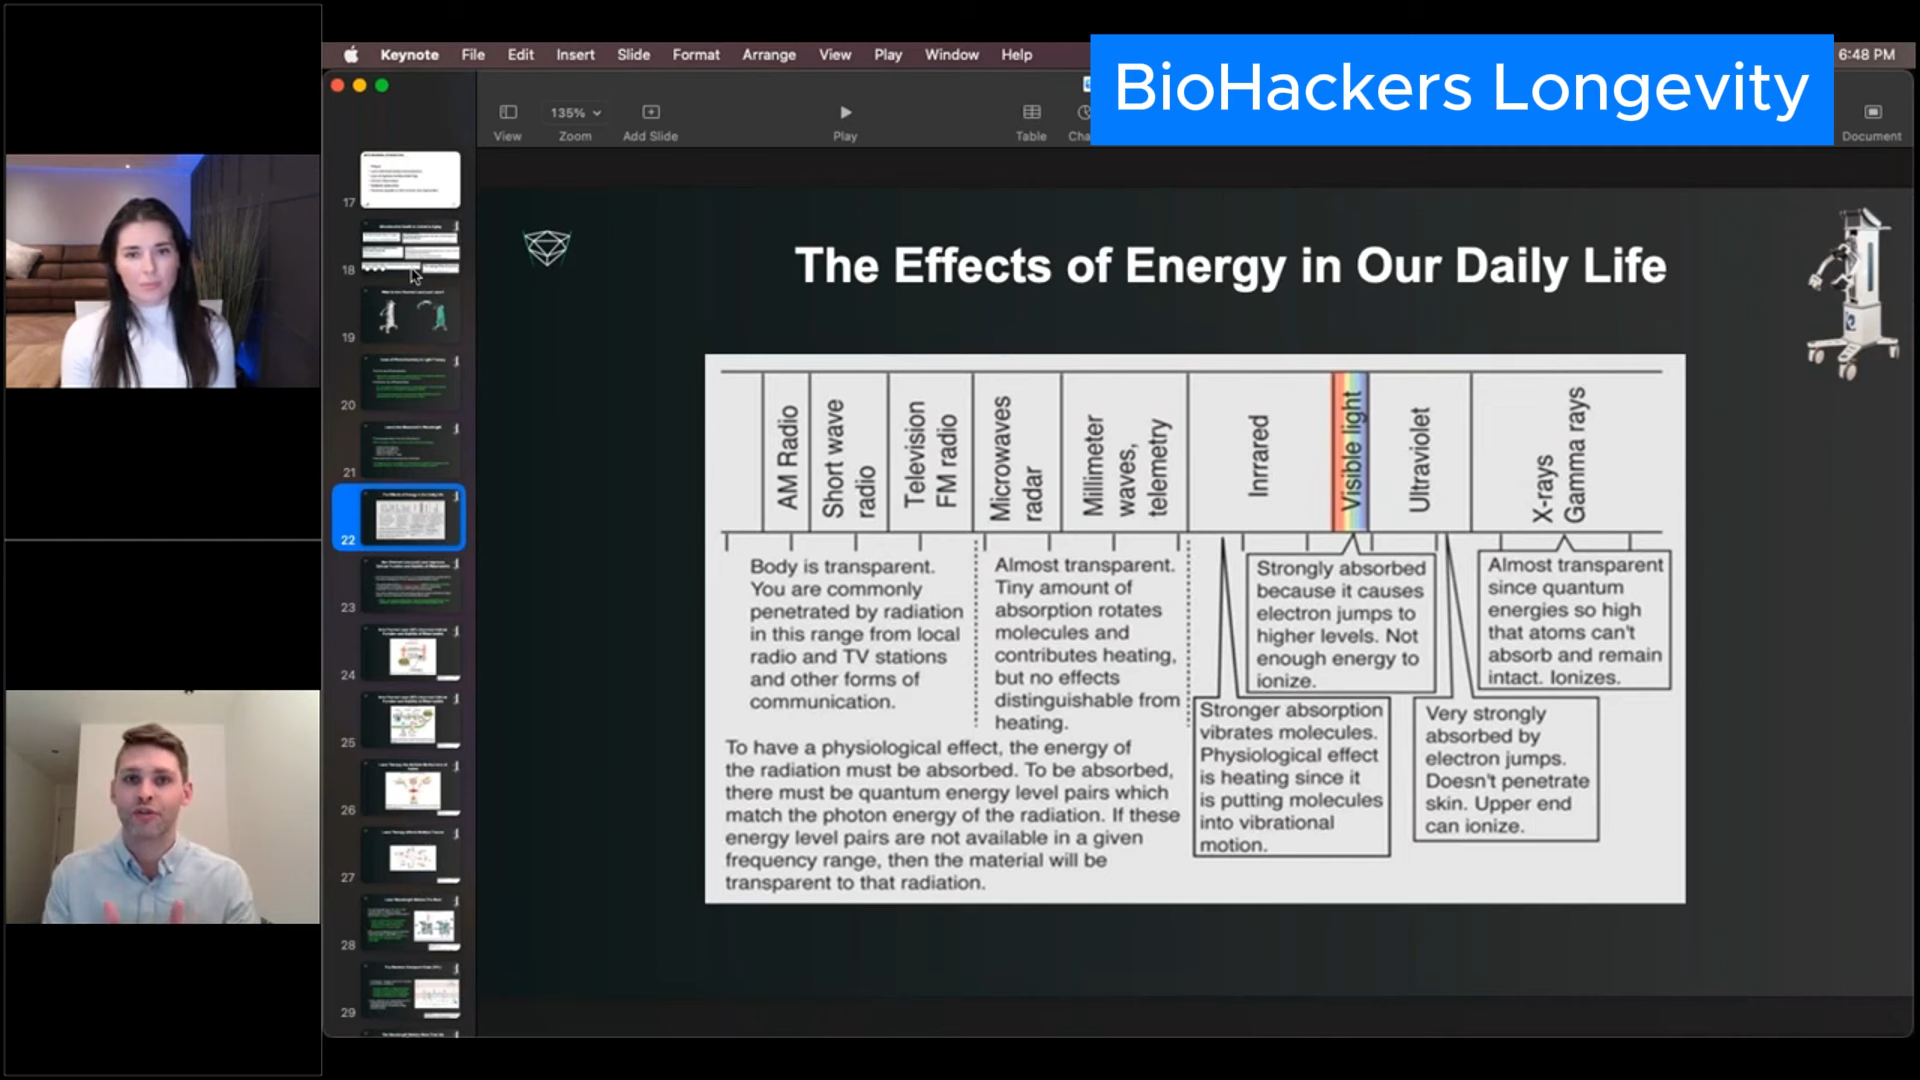 Keynote File Edit Insert Slide Format Arrange View Play Window Help
6:48 PM
BioHackers Longevity
135%
View Zoom Add Slide Play Table Document
17
18
19
20
21
22
23
24
25
26
27
28
29
The Effects of Energy in Our Daily Life
AM Radio
Short wave
radio
Television
FM radio
Microwaves
radar
Millimeter
waves,
telemetry
Inrrared
Visible light
Ultraviolet
X-rays
Gamma rays
Body is transparent.
You are commonly
penetrated by radiation
in this range from local
radio and TV stations
and other forms of
communication.
Almost transparent.
Tiny amount of
absorption rotates
molecules and
contributes heating,
but no effects
distinguishable from
heating.
Strongly absorbed
because it causes
electron jumps to
higher levels. Not
enough energy to
ionize.
Almost transparent
since quantum
energies so high
that atoms can't
absorb and remain
intact. Ionizes.
Stronger absorption
vibrates molecules.
Physiological effect
is heating since it
is putting molecules
into vibrational
motion.
Very strongly
absorbed by
electron jumps.
Doesn't penetrate
skin. Upper end
can ionize.
To have a physiological effect, the energy of
the radiation must be absorbed. To be absorbed,
there must be quantum energy level pairs which
match the photon energy of the radiation. If these
energy level pairs are not available in a given
frequency range, then the material will be
transparent to that radiation.